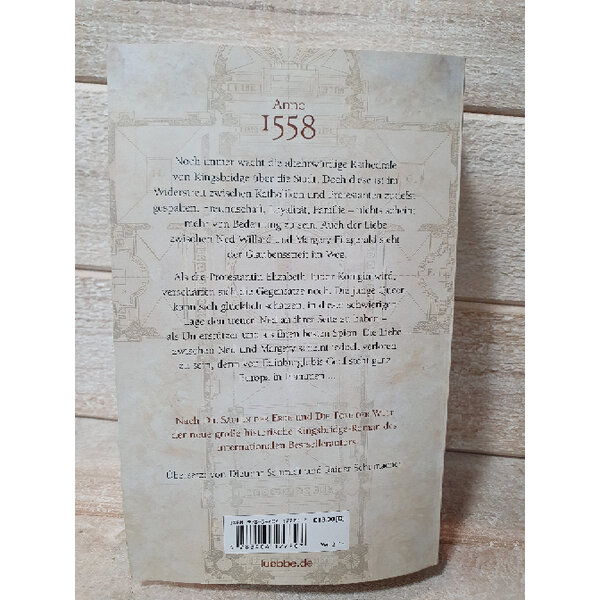 Anno
1558
Noch immer wacht die altehrwürdige Kathedrale
von Kingsbridge über die Stadt. Doch diese ist im
Widerstreit zwischen Katholiken und Protestanten zutiefst
gespalten. Freundschaft, Loyalität, Familie – nichts scheint
mehr von Bedeutung zu sein. Auch der Liebe
zwischen Ned Willard und Margery Fitzgerald steht
der Glaubensstreit im Weg.
Als die Protestantin Elizabeth Tudor Königin wird,
verschärfen sich die Gegensätze noch. Die junge Queen
kann sich glücklich schätzen, in dieser schwierigen
Lage den treuen Ned an ihrer Seite zu haben –
als Unterstützer und als ihren besten Spion. Die Liebe
zwischen Ned und Margery scheint jedoch verloren
zu sein, denn von Edinburgh bis Genf steht ganz
Europa in Flammen ...
Nach Die Säulen der Erde und Die Tore der Welt
der neue große historische Kingsbridge-Roman des
internationalen Bestsellerautors
Übersetzt von Dietmar Schmidt und Rainer Schumacher
ISBN
luebbe.de